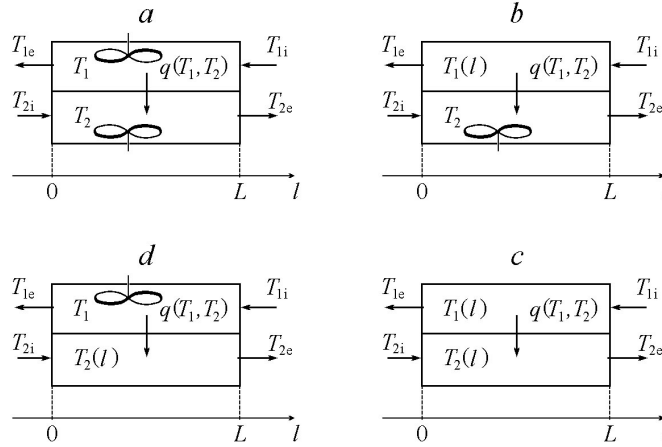 a
T₁e T₁ q(T₁,T₂) T₁i
T₂i T₂ T₂e
0 L l
b
T₁e T₁(l) q(T₁,T₂) T₁i
T₂i T₂ T₂e
0 L
d
T₁e T₁ q(T₁,T₂) T₁i
T₂i T₂(l) T₂e
0 L l
c
T₁e T₁(l) q(T₁,T₂) T₁i
T₂i T₂(l) T₂e
0 L